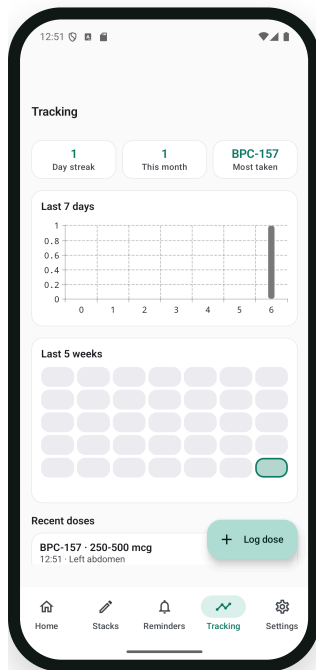 12:51
Tracking
1
Day streak
1
This month
BPC-157
Most taken
Last 7 days
1
0.8
0.6
0.4
0.2
0
0 1 2 3 4 5 6
Last 5 weeks
Recent doses
BPC-157 · 250-500 mcg
12:51 · Left abdomen
+ Log dose
Home Stacks Reminders Tracking Settings